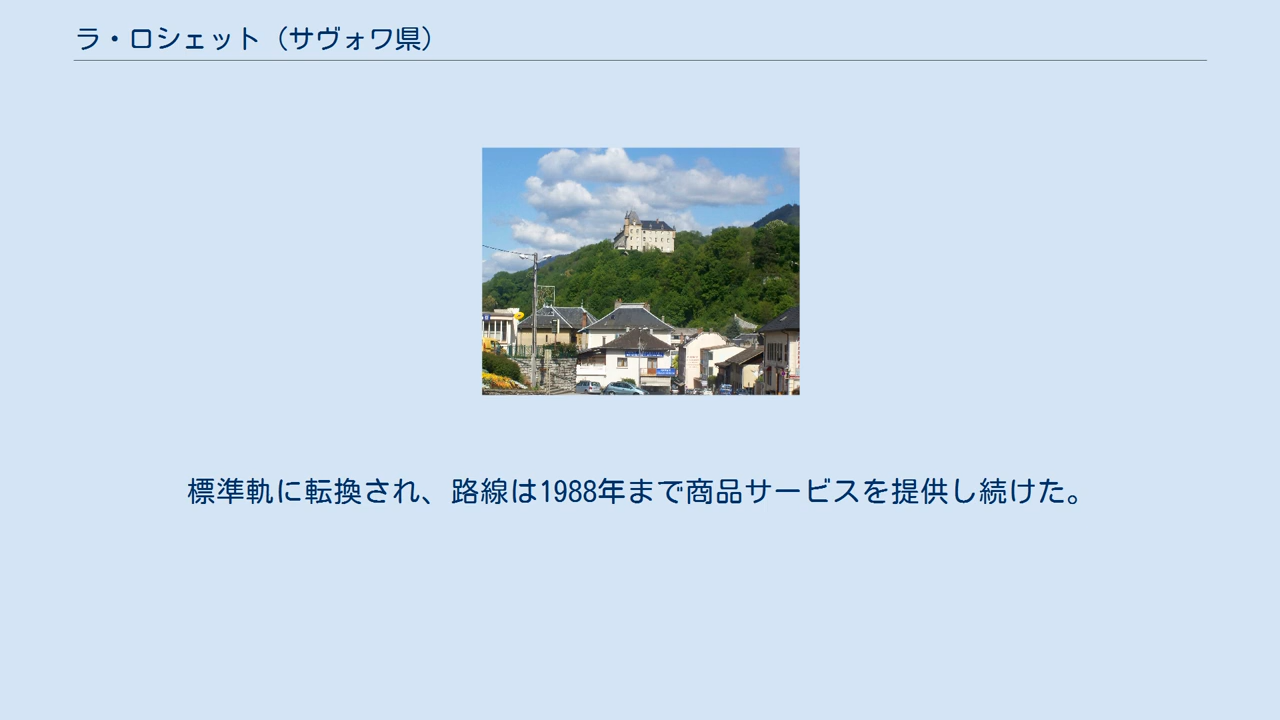 ラ・ロシェット（サヴォワ県）
標準軌に転換され、路線は1988年まで商品サービスを提供し続けた。